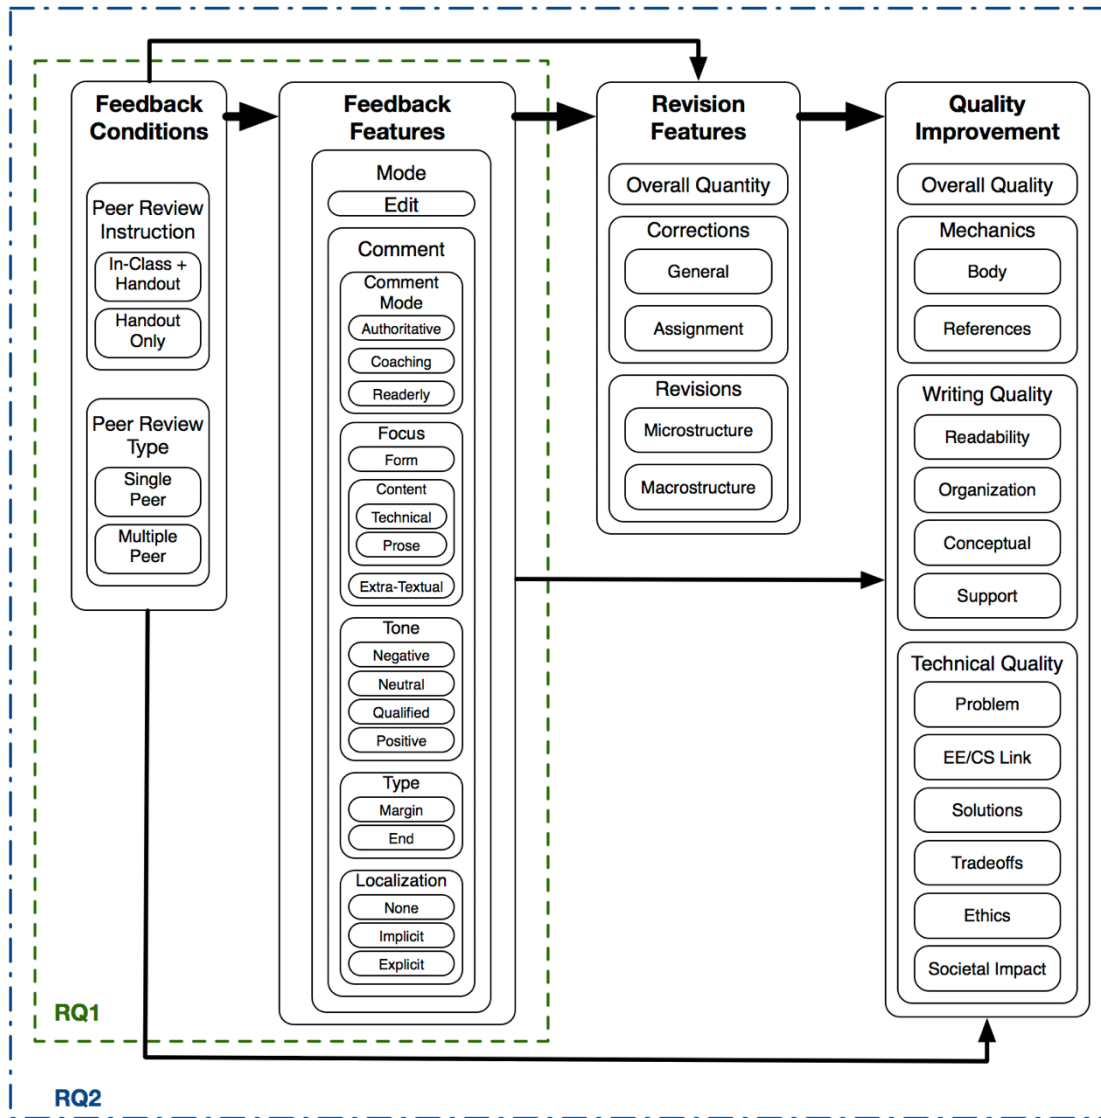 Feedback
Conditions
Peer Review
Instruction
In-Class +
Handout
Handout
Only
Peer Review
Type
Single
Peer
Multiple
Peer
Feedback
Features
Mode
Edit
Comment
Comment
Mode
Authoritative
Coaching
Readerly
Focus
Form
Content
Technical
Prose
Extra-Textual
Tone
Negative
Neutral
Qualified
Positive
Type
Margin
End
Localization
None
Implicit
Explicit
Revision
Features
Overall Quantity
Corrections
General
Assignment
Revisions
Microstructure
Macrostructure
Quality
Improvement
Overall Quality
Mechanics
Body
References
Writing Quality
Readability
Organization
Conceptual
Support
Technical Quality
Problem
EE/CS Link
Solutions
Tradeoffs
Ethics
Societal Impact
RQ1
RQ2